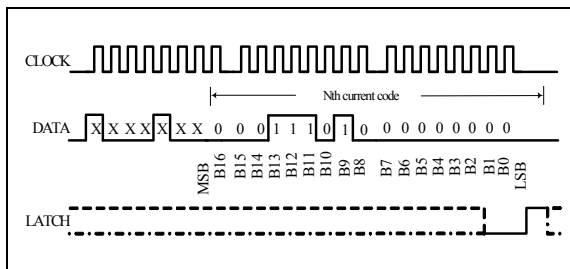 CLOCK
Nth current code
DATA
X X X X X X X 0 0 0 1 1 1 0 1 0 0 0 0 0 0 0 0 0
MSB
B16
B15
B14
B13
B12
B11
B10
B9
B8
B7
B6
B5
B4
B3
B2
B1
B0
LSB
LATCH